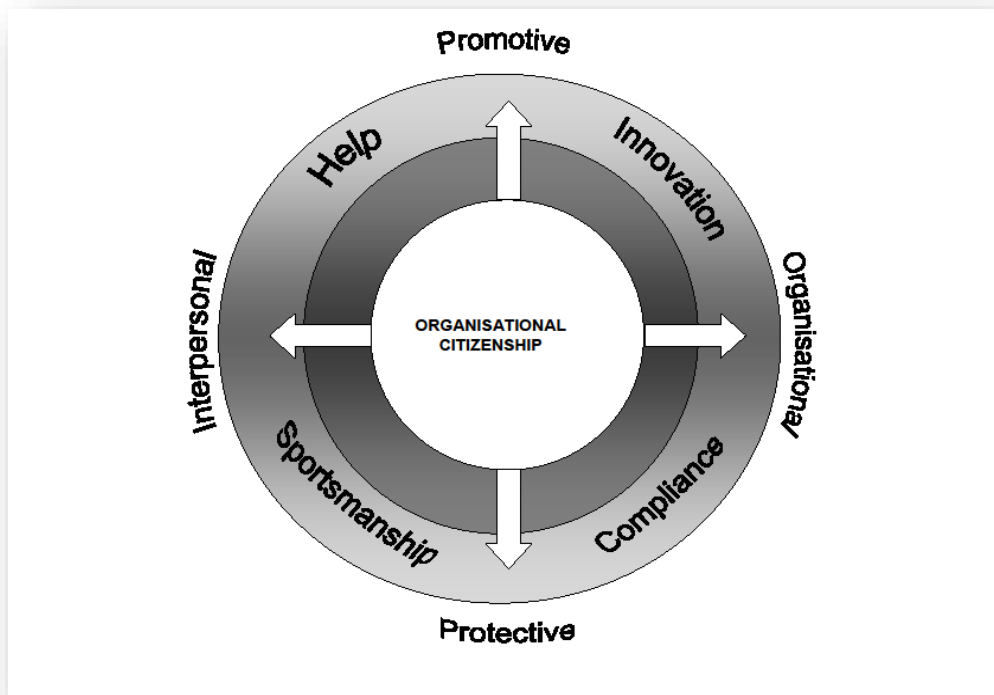 Promotive
Help
Innovation
Interpersonal
Organisational
ORGANISATIONAL
CITIZENSHIP
Sportsmanship
Compliance
Protective